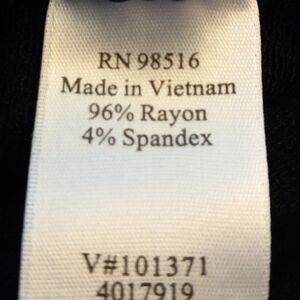 RN 98516
Made in Vietnam
96% Rayon
4% Spandex
V#101371
4017919